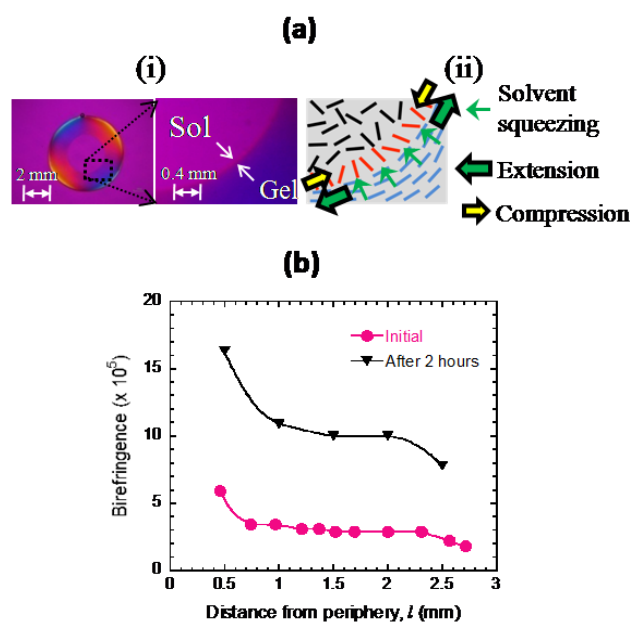 (a)
(i)
(ii)
Sol
Gel
2 mm
0.4 mm
Solvent
squeezing
Extension
Compression
(b)
Initial
After 2 hours
Birefringence (x 10⁵)
20
15
10
5
0
0 0.5 1 1.5 2 2.5 3
Distance from periphery, l (mm)